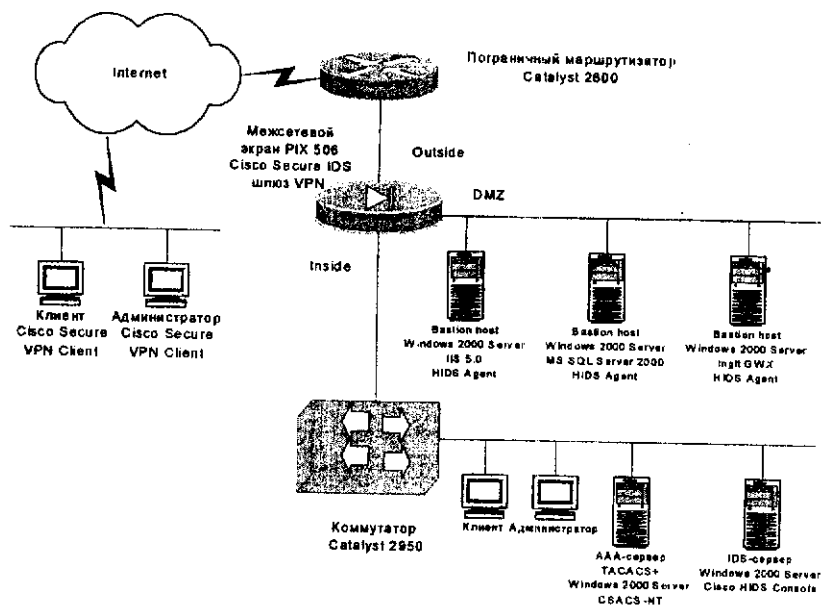 Internet
Пограничный маршрутизатор
Catalyst 2600
Межсетевой
экран PIX 506
Cisco Secure IDS
шлюз VPN
Outside
DMZ
Inside
Клиент
Cisco Secure
VPN Client
Администратор
Cisco Secure
VPN Client
Bastion host
Windows 2000 Server
IIS 5.0
HIDS Agent
Bastion host
Windows 2000 Server
MS SQL Server 2000
HIDS Agent
Bastion host
Windows 2000 Server
Ingit GWX
HIDS Agent
Коммутатор
Catalyst 2950
Клиент
Администратор
AAA-сервер
TACACS+
Windows 2000 Server
CSACS-NT
IDS-сервер
Windows 2000 Server
Cisco HIDS Console